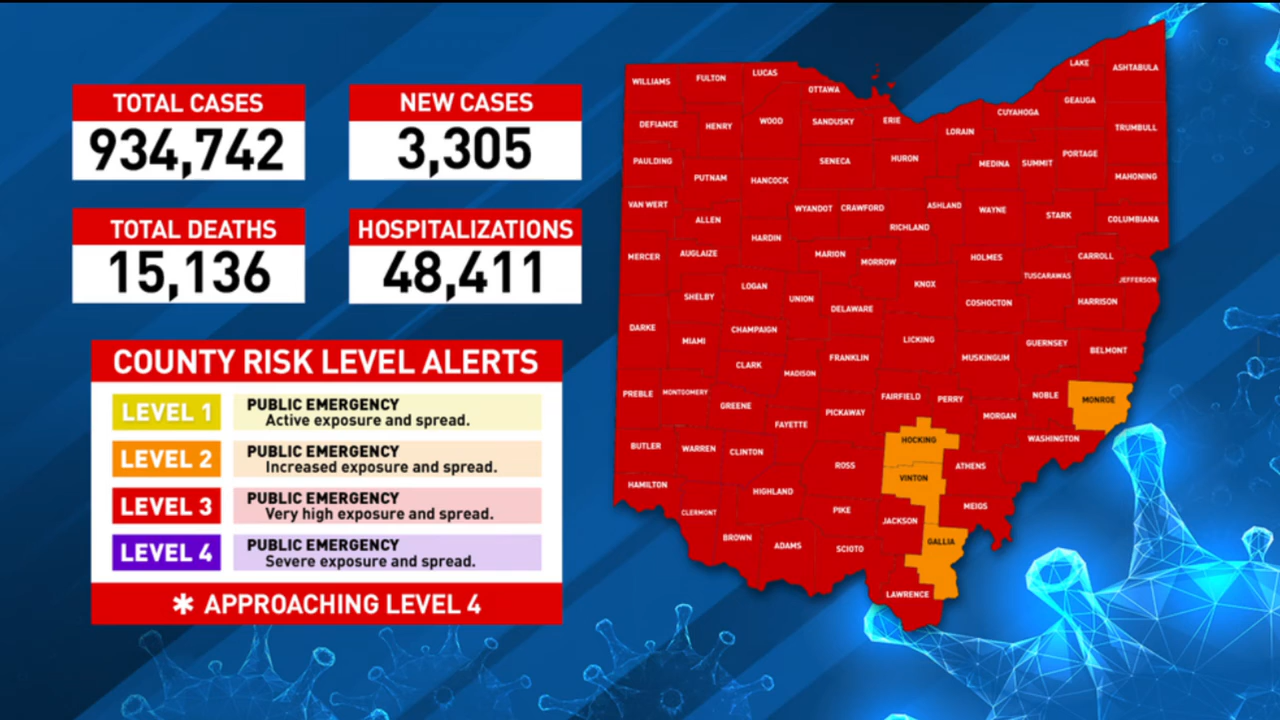 TOTAL CASES
934,742
NEW CASES
3,305
TOTAL DEATHS
15,136
HOSPITALIZATIONS
48,411
COUNTY RISK LEVEL ALERTS
LEVEL 1
PUBLIC EMERGENCY
Active exposure and spread.
LEVEL 2
PUBLIC EMERGENCY
Increased exposure and spread.
LEVEL 3
PUBLIC EMERGENCY
Very high exposure and spread.
LEVEL 4
PUBLIC EMERGENCY
Severe exposure and spread.
* APPROACHING LEVEL 4
WILLIAMS
FULTON
LUCAS
OTTAWA
LAKE
ASHTABULA
GEAUGA
CUYAHOGA
DEFIANCE
HENRY
WOOD
SANDUSKY
ERIE
LORAIN
TRUMBULL
PAULDING
SENECA
HURON
MEDINA
SUMMIT
PORTAGE
MAHONING
PUTNAM
HANCOCK
VAN WERT
ALLEN
WYANDOT
CRAWFORD
ASHLAND
WAYNE
STARK
COLUMBIANA
RICHLAND
HARDIN
MERCER
AUGLAIZE
MARION
MORROW
HOLMES
CARROLL
TUSCARAWAS
JEFFERSON
LOGAN
KNOX
SHELBY
UNION
DELAWARE
COSHOCTON
HARRISON
DARKE
MIAMI
CHAMPAIGN
LICKING
GUERNSEY
BELMONT
CLARK
MADISON
FRANKLIN
MUSKINGUM
PREBLE
MONTGOMERY
GREENE
FAIRFIELD
PERRY
NOBLE
MONROE
FAYETTE
PICKAWAY
MORGAN
BUTLER
WARREN
CLINTON
HOCKING
WASHINGTON
ROSS
ATHENS
HAMILTON
HIGHLAND
VINTON
CLERMONT
PIKE
JACKSON
MEIGS
BROWN
ADAMS
SCIOTO
GALLIA
LAWRENCE